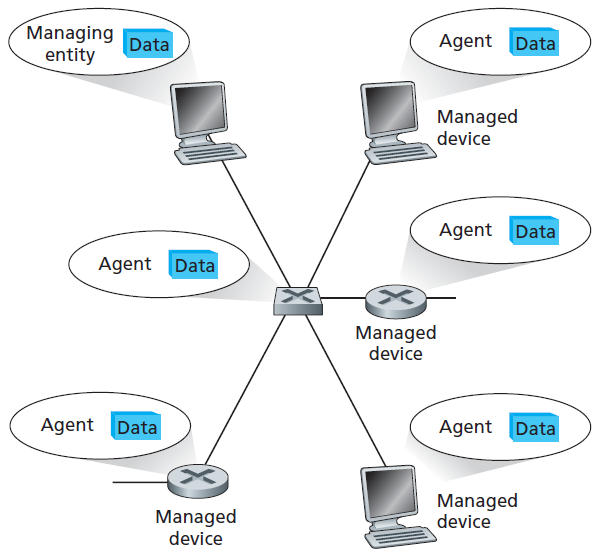 Managing
entity
Data
Agent
Data
Managed
device
Agent
Data
Agent
Data
Managed
device
Agent
Data
Managed
device
Agent
Data
Managed
device